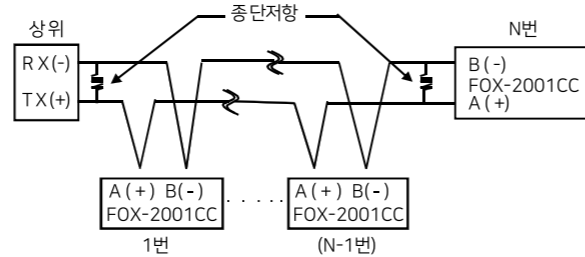 종단저항
상위
N번
RX(-)
TX(+)
B(-)
FOX-2001CC
A(+)
A(+) B(-)
FOX-2001CC
· · · · ·
A(+) B(-)
FOX-2001CC
1번
(N-1번)